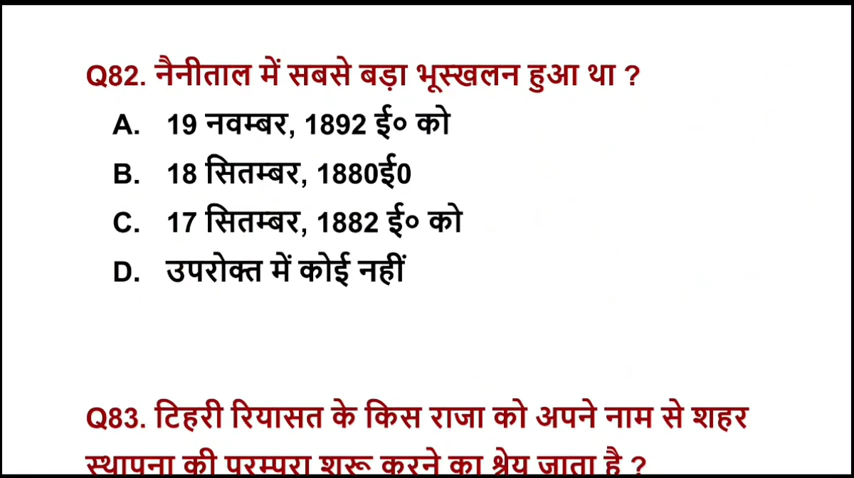 Q82. नैनीताल में सबसे बड़ा भूस्खलन हुआ था ?
A. 19 नवम्बर, 1892 ई० को
B. 18 सितम्बर, 1880ई0
C. 17 सितम्बर, 1882 ई० को
D. उपरोक्त में कोई नहीं
Q83. टिहरी रियासत के किस राजा को अपने नाम से शहर
स्थापना की परम्परा शुरू करने का श्रेय जाता है ?